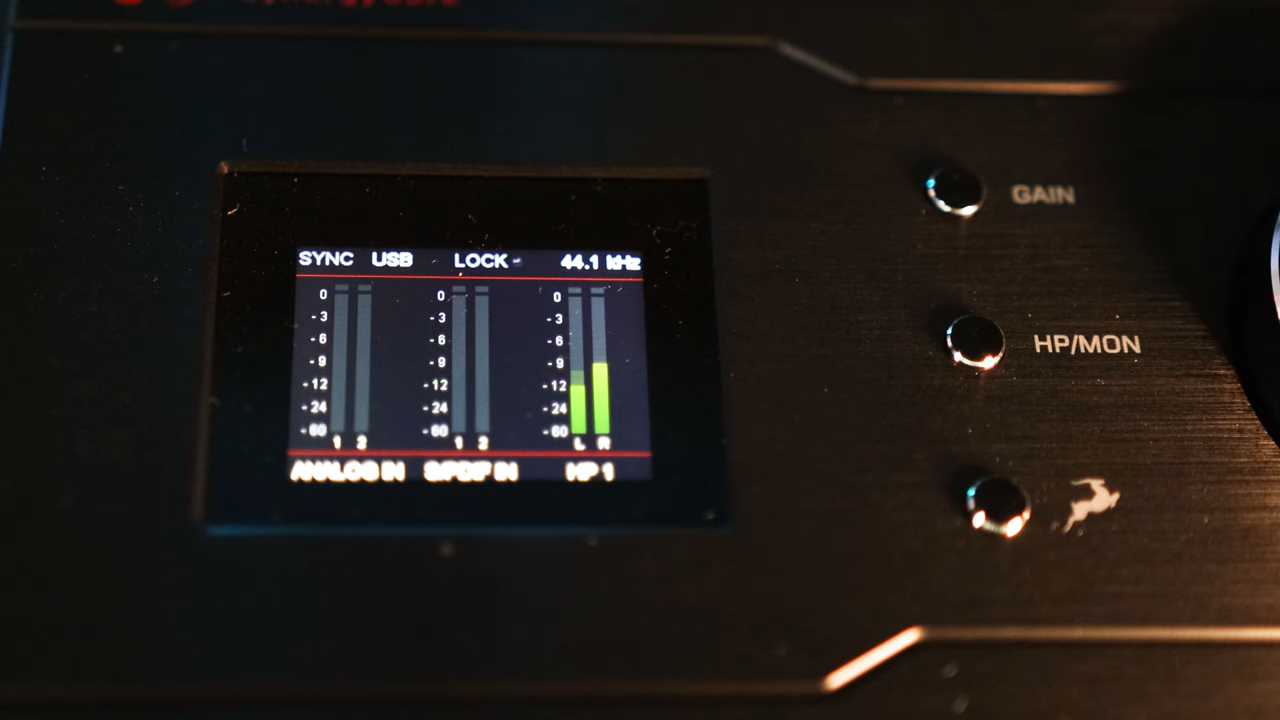 SynergyCore
SYNC USB LOCK 44.1 kHz
0 0 0
-3 -3 -3
-6 -6 -6
-9 -9 -9
-12 -12 -12
-24 -24 -24
-60 -60 -60
1 2 1 2 L R
ANALOG IN S/PDIF IN HP 1
GAIN
HP/MON